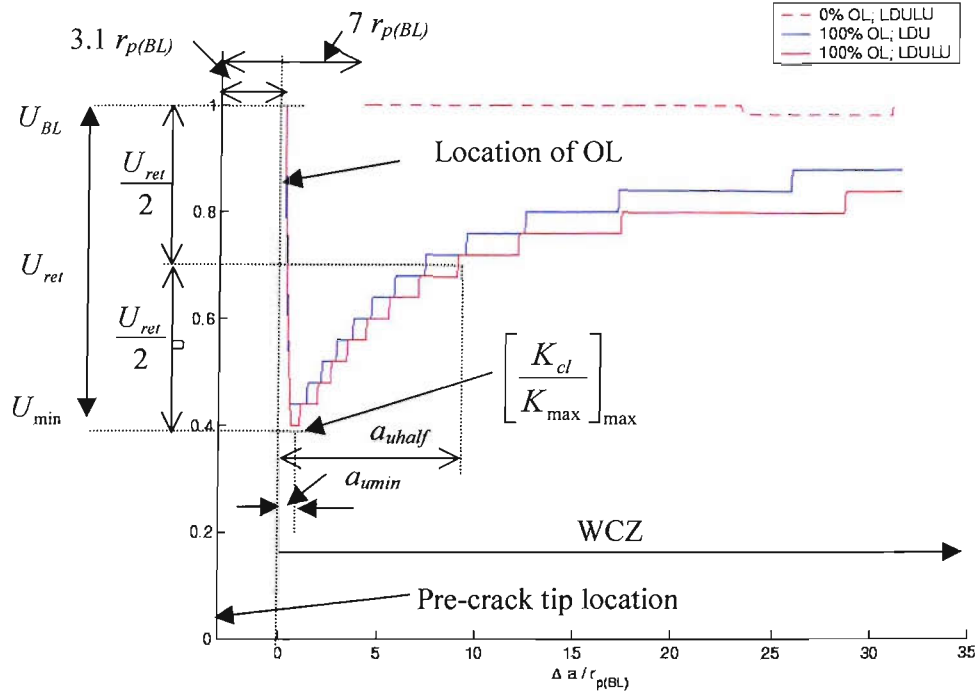 7 r_p(BL)
3.1 r_p(BL)
0% OL; LDULU
100% OL; LDU
100% OL; LDULU
U_BL
1
U_ret
2
Location of OL
0.8
U_ret
U_ret
2
0.6
[K_cl / K_max]_max
U_min
0.4
a_uhalf
a_umin
0.2
WCZ
Pre-crack tip location
0
0 5 10 15 20 25 30 35
Δ a / r_p(BL)